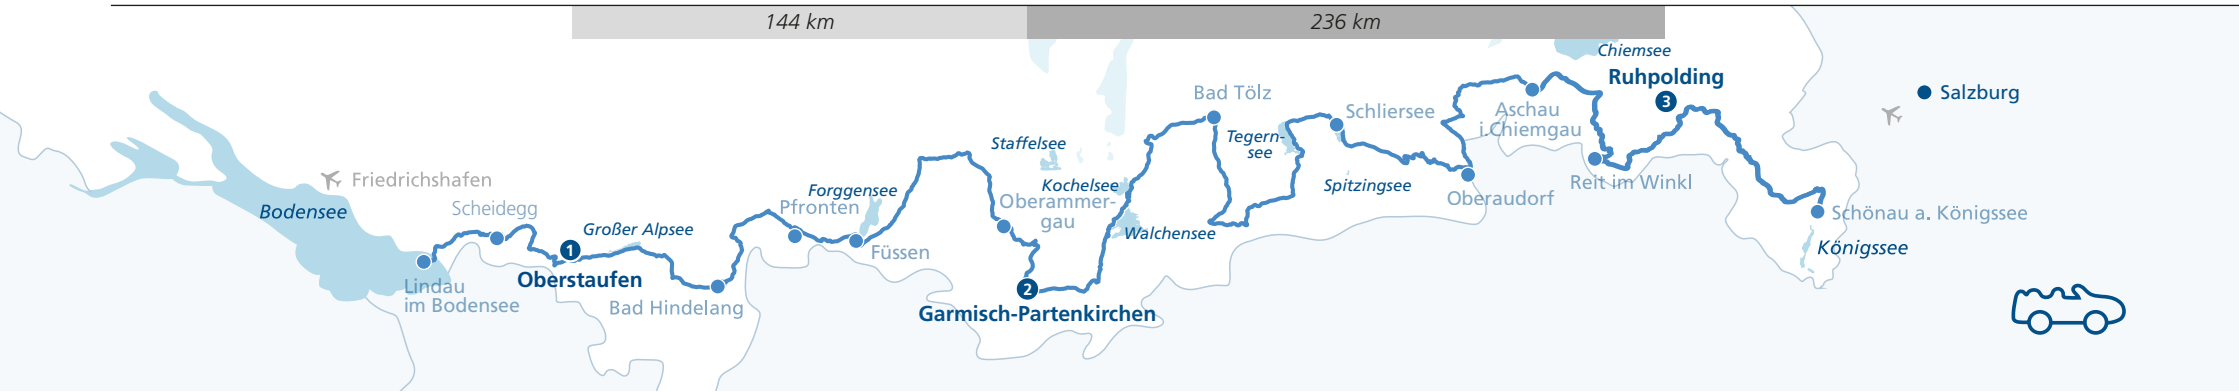 144 km
236 km
Chiemsee
Ruhpolding
3
Bad Tölz
Salzburg
Schliersee
Aschau
i.Chiemgau
Tegern-
see
Staffelsee
Friedrichshafen
Kochelsee
Spitzingsee
Reit im Winkl
Forggensee
Oberaudorf
Oberammer-
gau
Pfronten
Bodensee
Scheidegg
Schönau a. Königssee
Großer Alpsee
Walchensee
Königssee
1
Füssen
Oberstaufen
Lindau
im Bodensee
2
Bad Hindelang
Garmisch-Partenkirchen